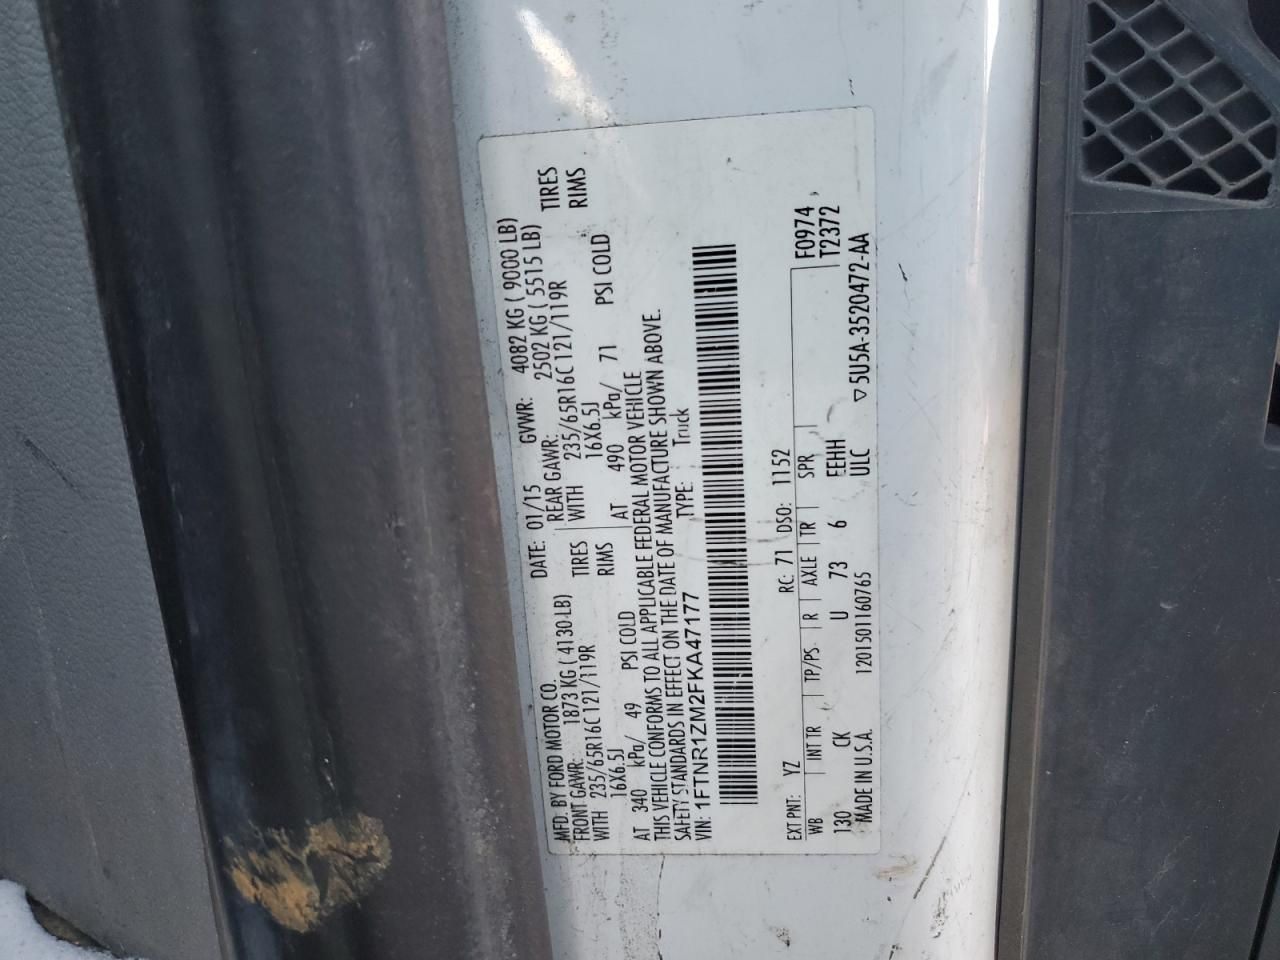 MFD. BY FORD MOTOR CO. DATE: 01/15 GVWR: 4082 KG ( 9000 LB)
FRONT GAWR: 1873 KG ( 4130 LB) REAR GAWR: 2502 KG ( 5515 LB)
WITH 235/65R16C 121/119R TIRES WITH 235/65R16C 121/119R TIRES
16X6.5J RIMS 16X6.5J RIMS
AT 340 kPa/ 49 PSI COLD AT 490 kPa/ 71 PSI COLD
THIS VEHICLE CONFORMS TO ALL APPLICABLE FEDERAL MOTOR VEHICLE
SAFETY STANDARDS IN EFFECT ON THE DATE OF MANUFACTURE SHOWN ABOVE.
VIN: 1FTNR1ZM2FKA47177 TYPE: Truck
F0974
T2372
EXT PNT: YZ RC: 71 DSO: 1152
WB INT TR TP/PS R AXLE TR SPR
130 CK U 73 6 EEHH
ULC
MADE IN U.S.A. 1201501160765 ▽5U5A-3520472-AA